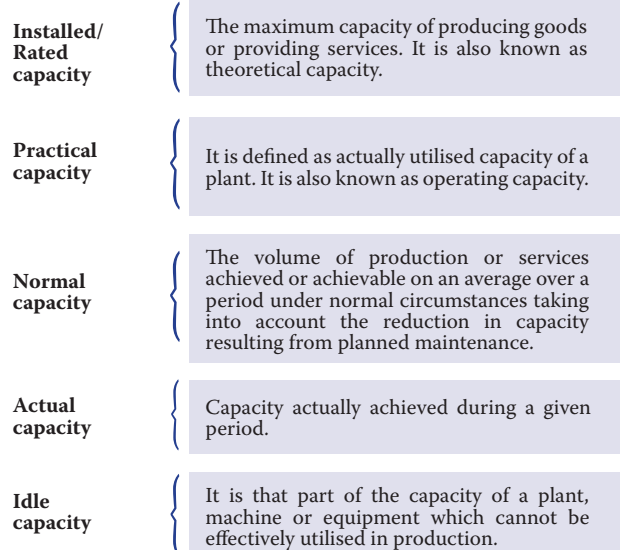 Installed/
Rated
capacity
The maximum capacity of producing goods
or providing services. It is also known as
theoretical capacity.
Practical
capacity
It is defined as actually utilised capacity of a
plant. It is also known as operating capacity.
Normal
capacity
The volume of production or services
achieved or achievable on an average over a
period under normal circumstances taking
into account the reduction in capacity
resulting from planned maintenance.
Actual
capacity
Capacity actually achieved during a given
period.
Idle
capacity
It is that part of the capacity of a plant,
machine or equipment which cannot be
effectively utilised in production.